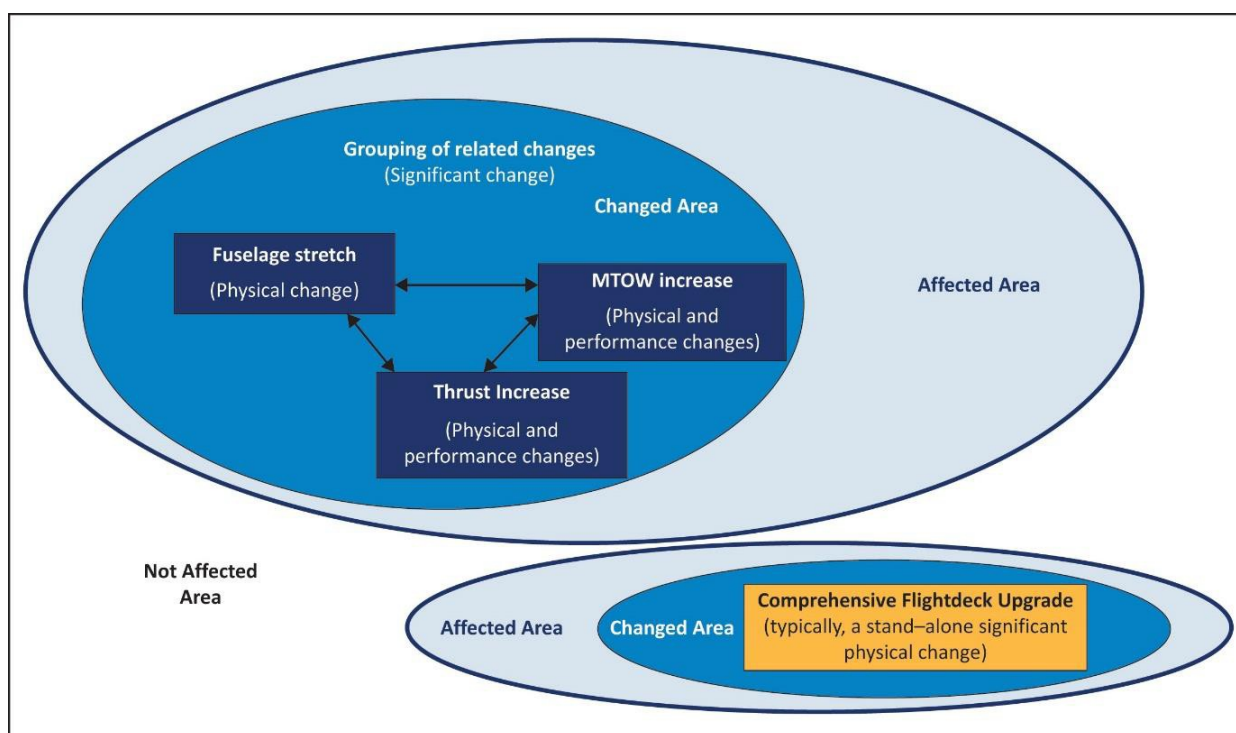 Grouping of related changes
(Significant change)
Changed Area
Fuselage stretch
(Physical change)
MTOW increase
(Physical and
performance changes)
Affected Area
Thrust Increase
(Physical and
performance changes)
Not Affected
Area
Affected Area
Changed Area
Comprehensive Flightdeck Upgrade
(typically, a stand–alone significant
physical change)